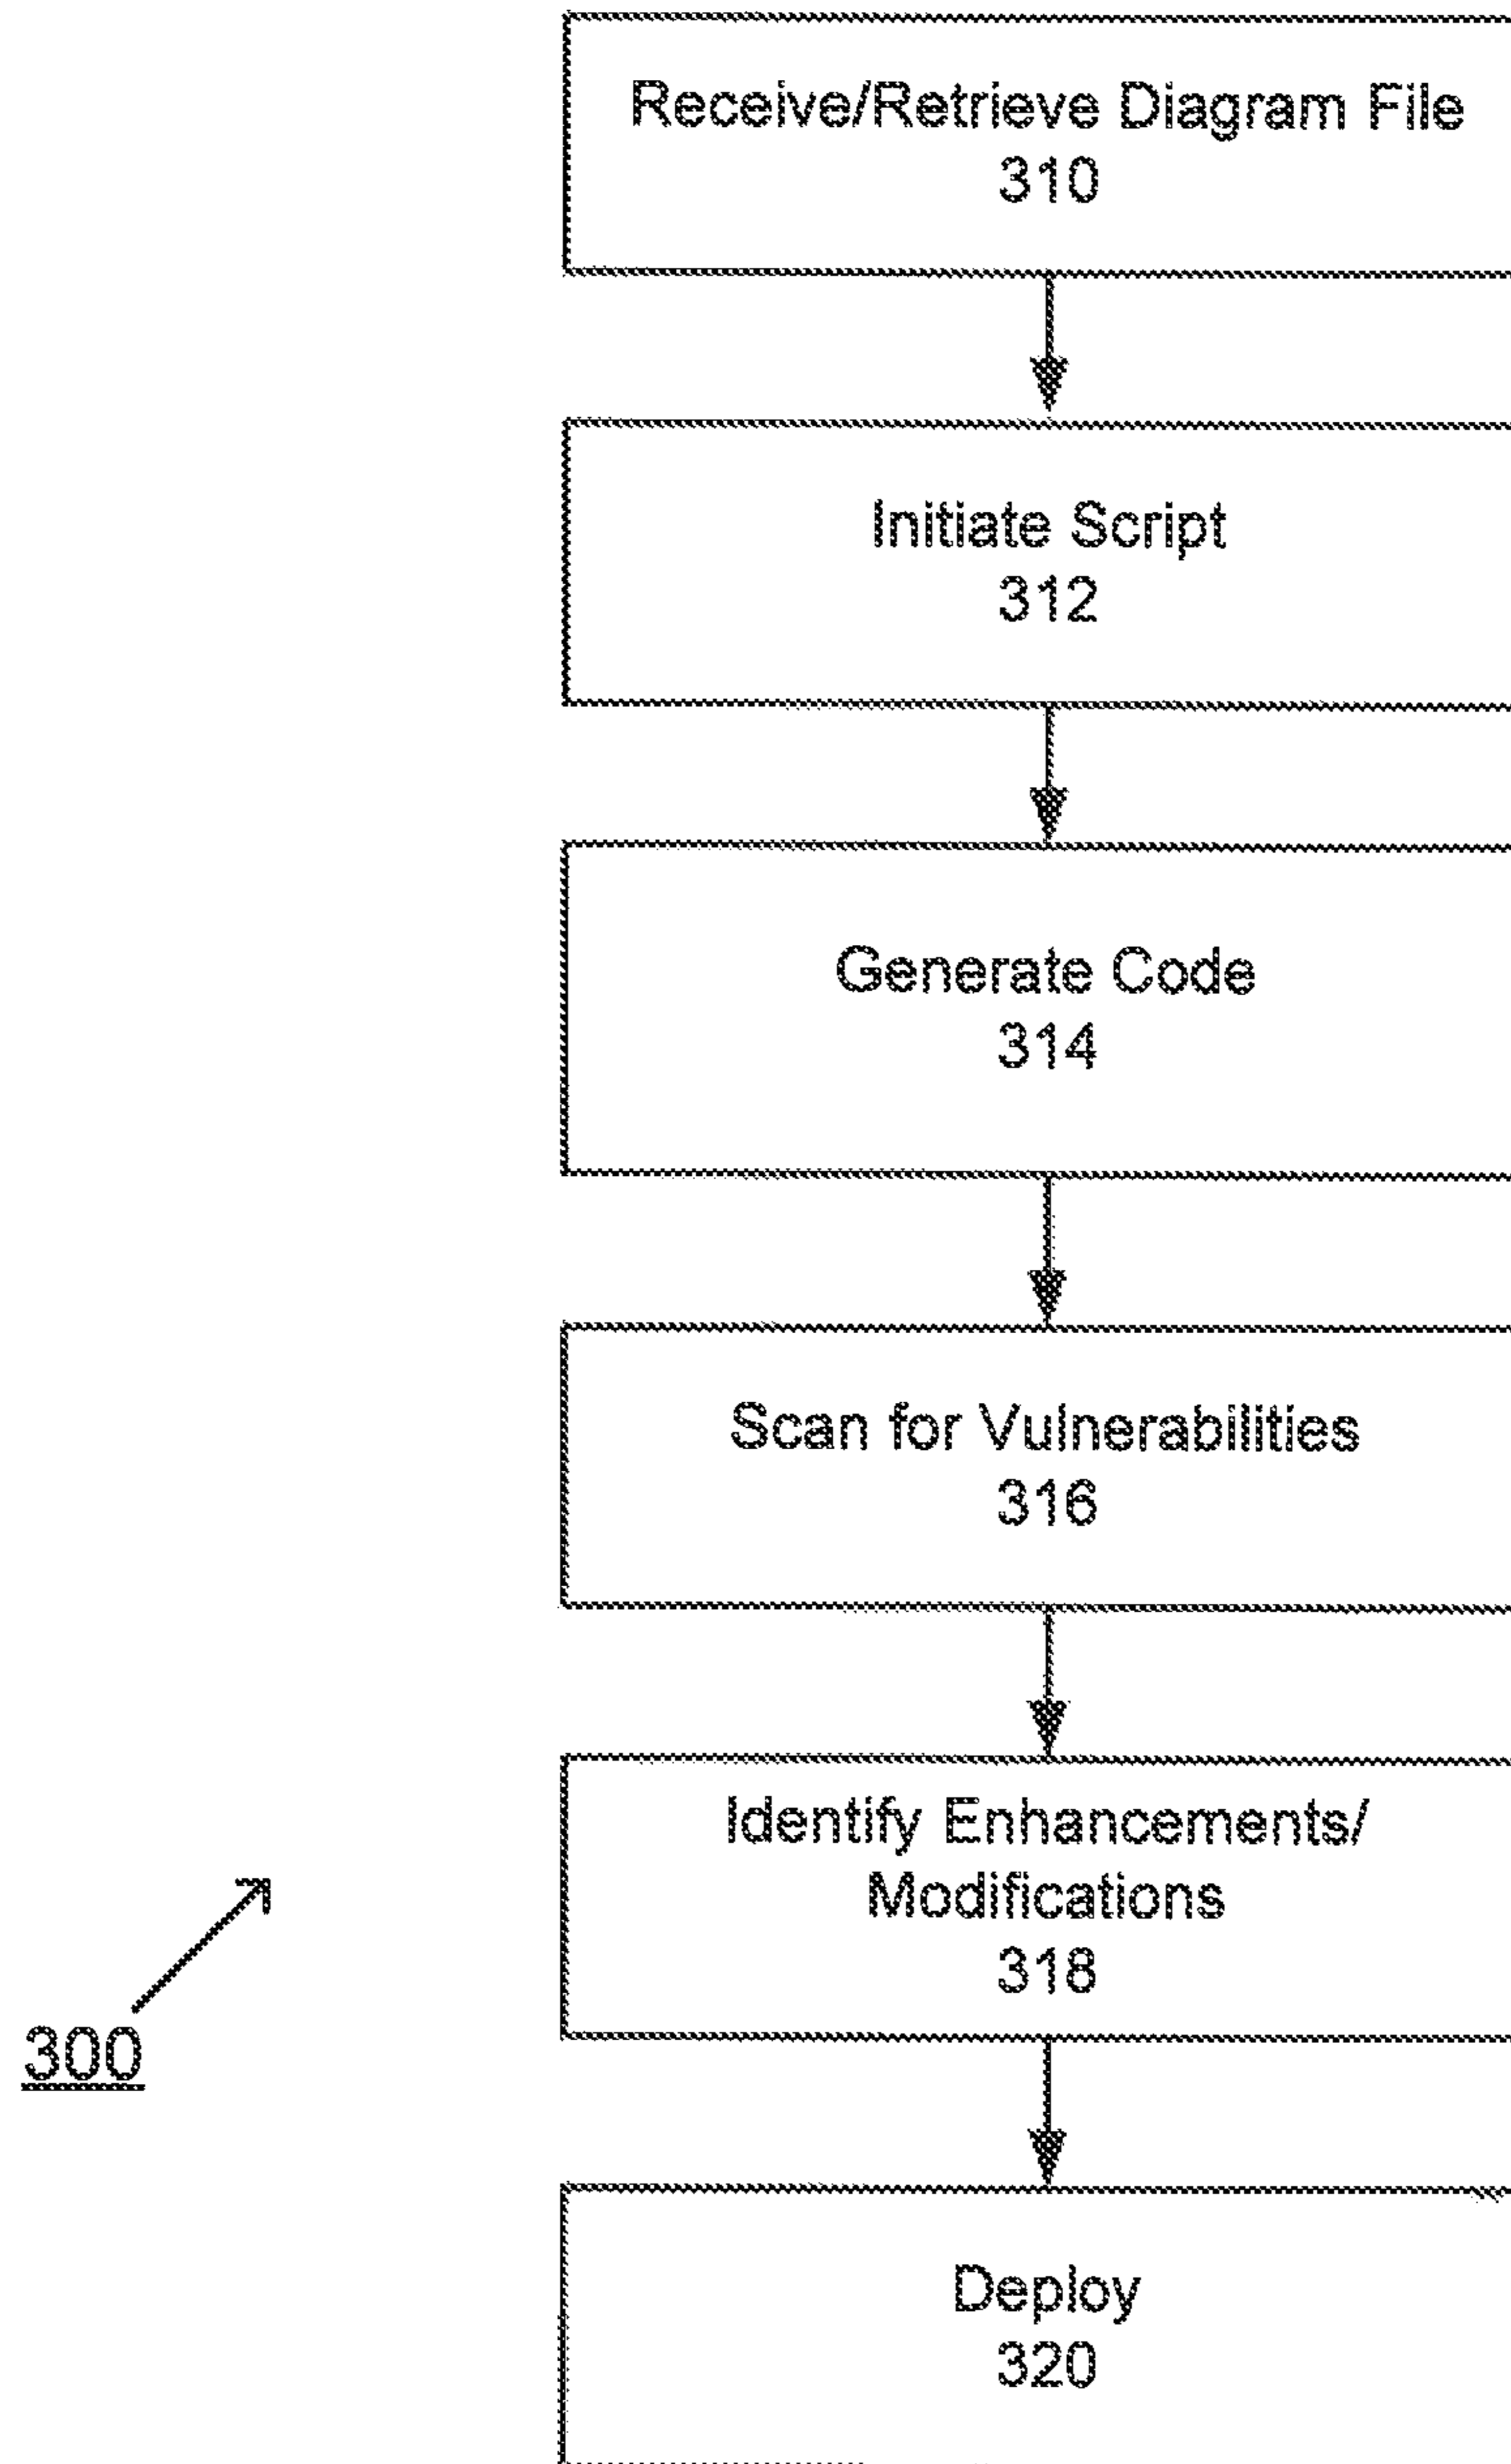 Receive/Retrieve Diagram File
310
Initiate Script
312
Generate Code
314
Scan for Vulnerabilities
316
Identify Enhancements/
Modifications
318
300
Deploy
320